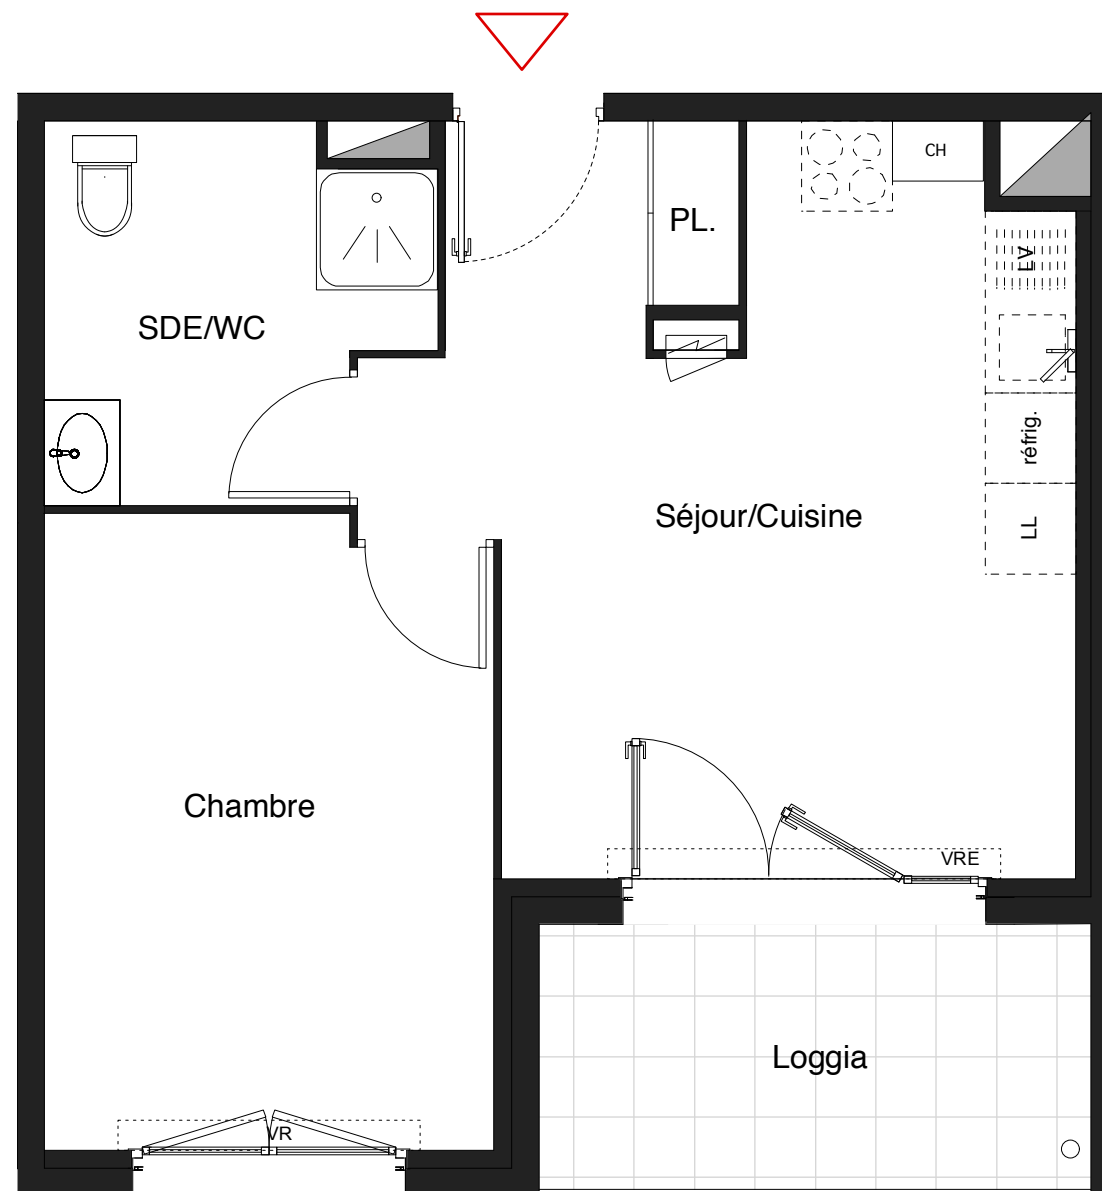 CH
PL.
LV
SDE/WC
réfrig.
Séjour/Cuisine
LL
Chambre
VRE
Loggia
VR